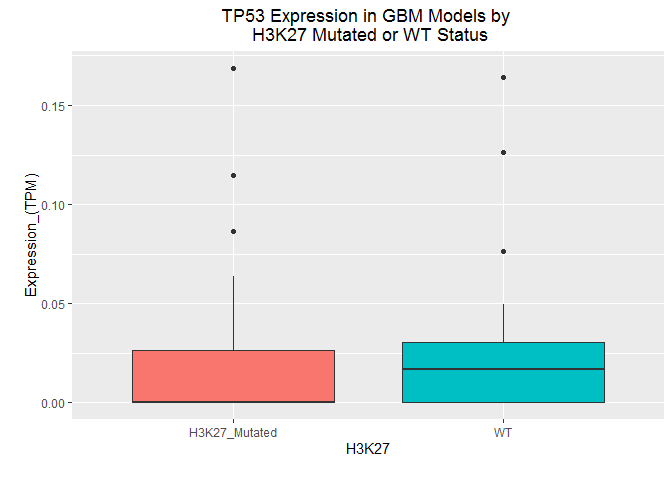 TP53 Expression in GBM Models by
H3K27 Mutated or WT Status
Expression_(TPM)
0.15
0.10
0.05
0.00
H3K27_Mutated
WT
H3K27